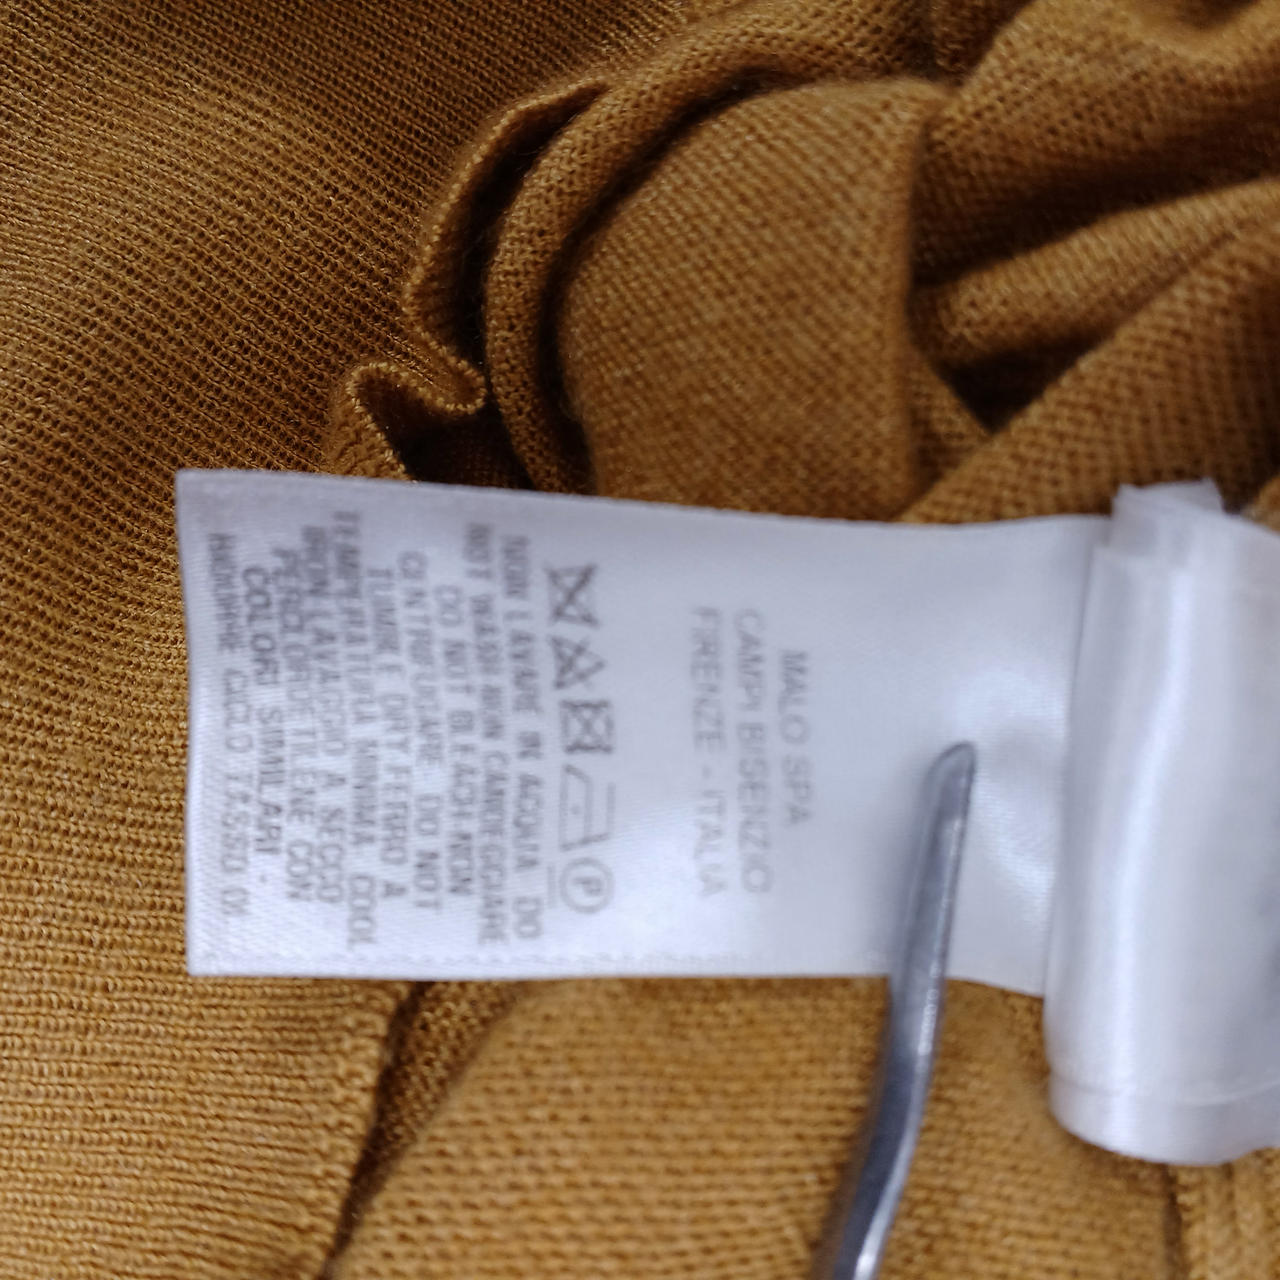 MALO SPA
CAMPI BISENZIO
FIRENZE - ITALIA
P
NON LAVARE IN ACQUA DO
NOT WASH NON CANDEGGIARE
DO NOT BLEACH NON
CENTRIFUGARE DO NOT
TUMBLE DRY FERRO A
TEMPERATURA MINIMA COOL
IRON LAVAGGIO A SECCO
PERCLOROETILENE CON
COLORI SIMILARI -